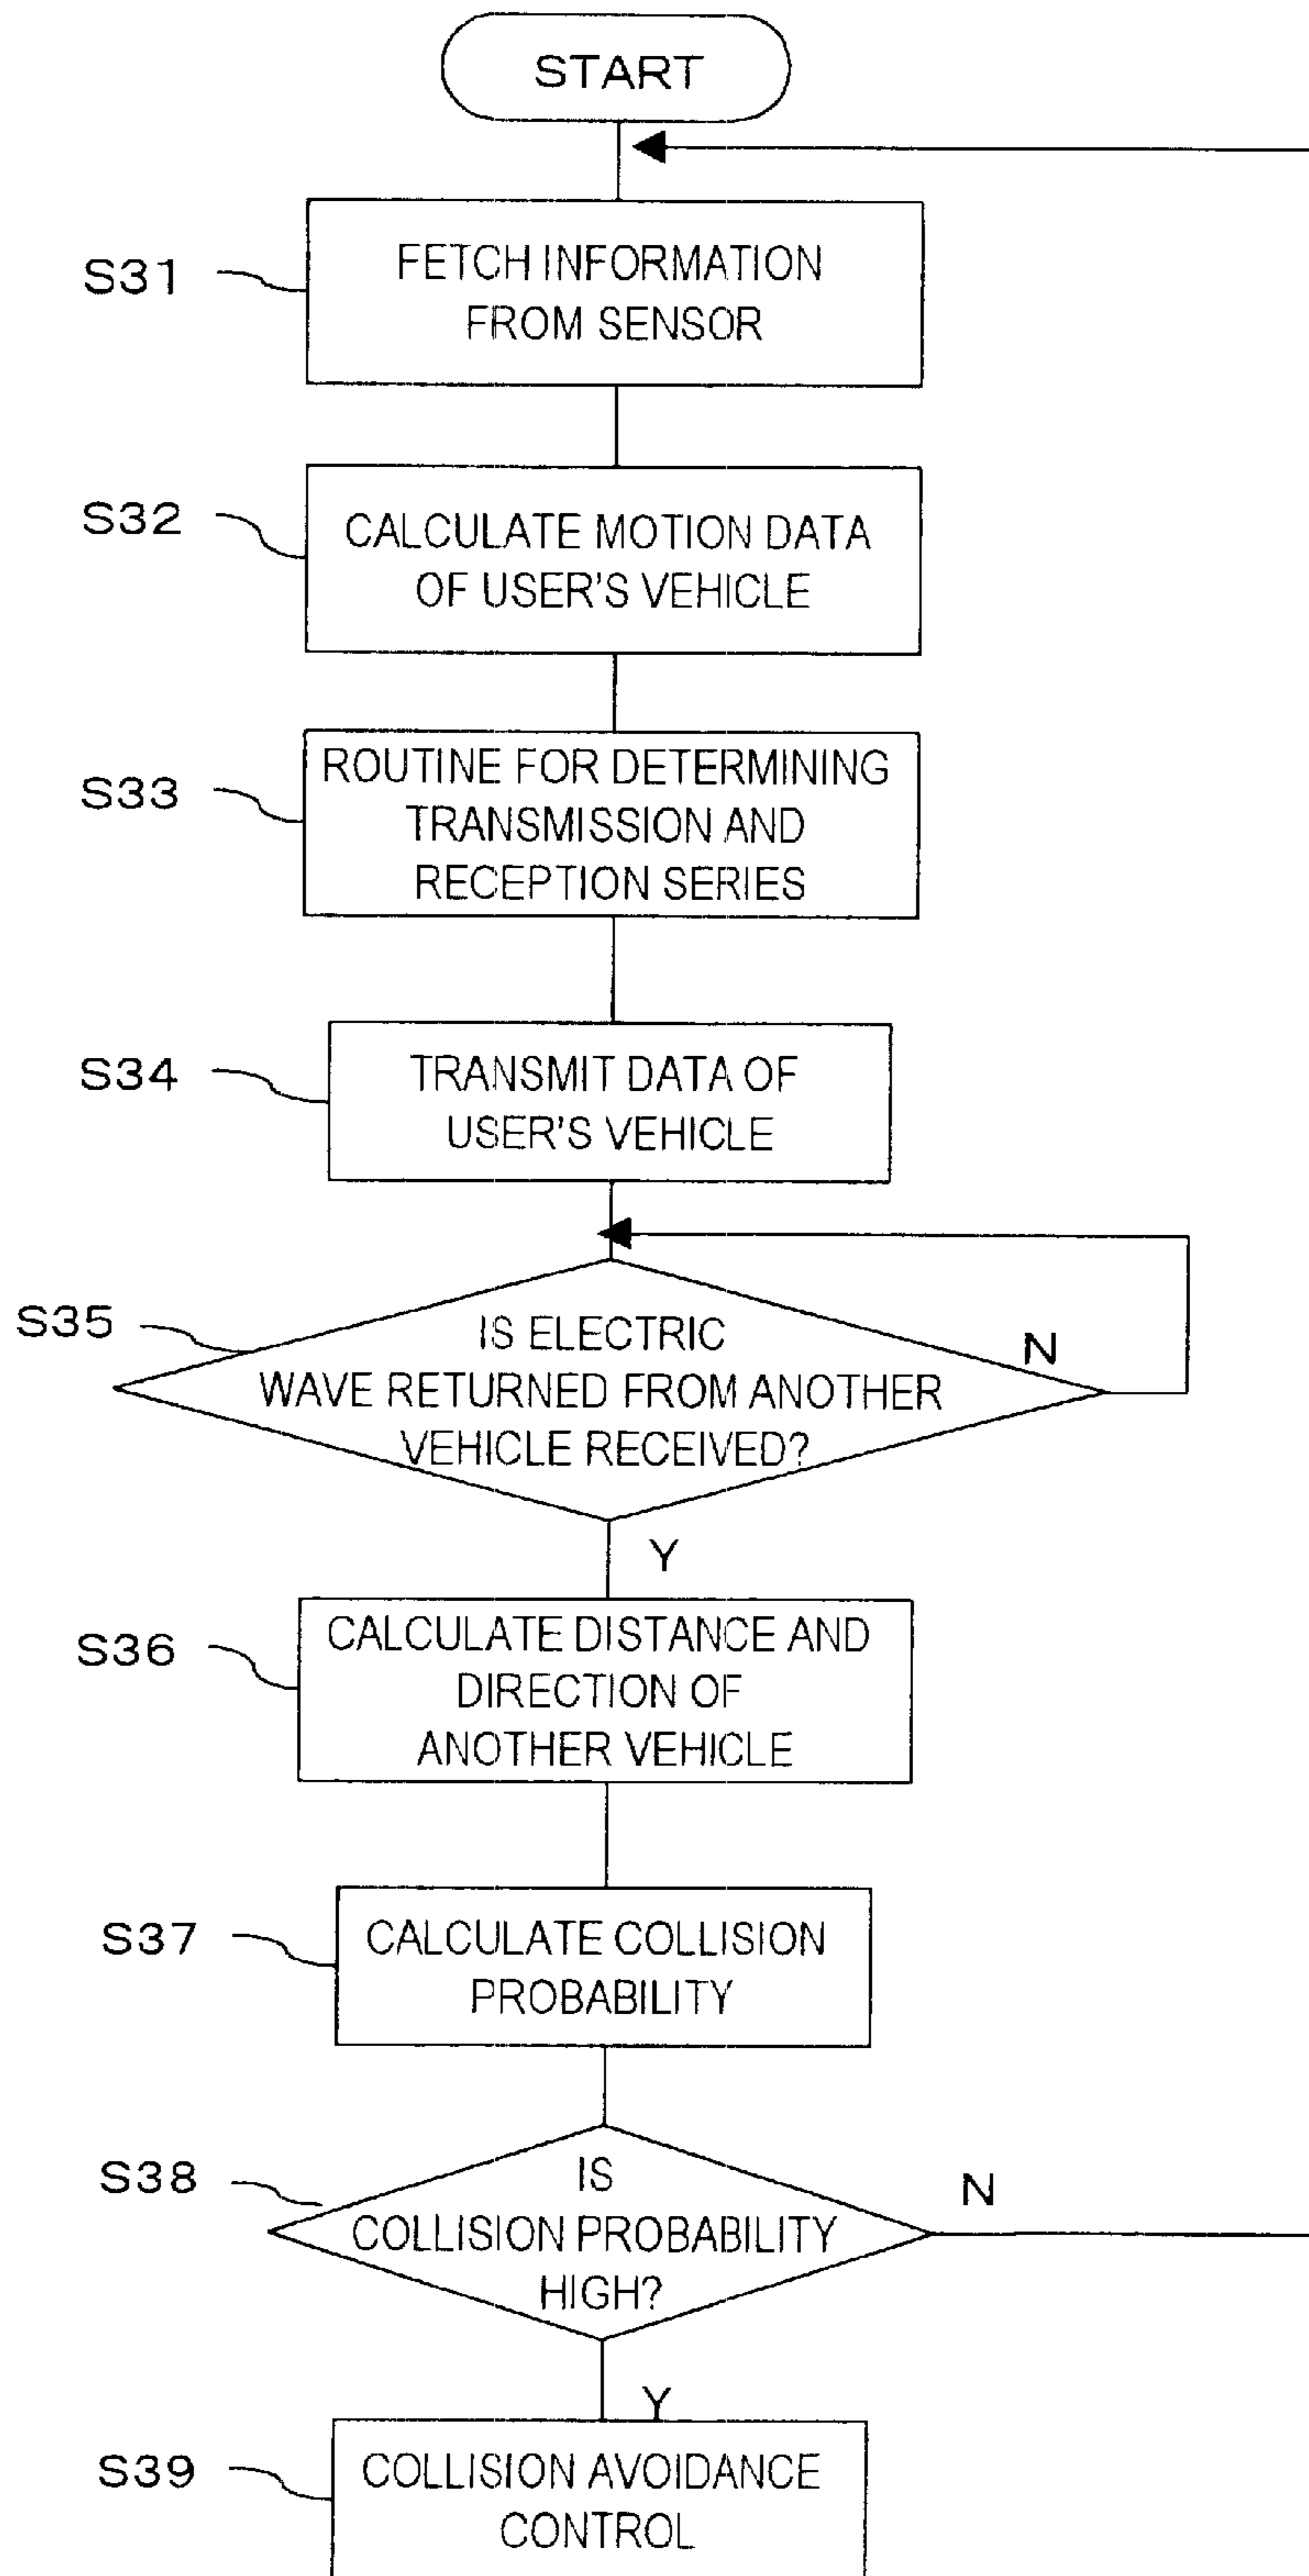 START
S31
FETCH INFORMATION
FROM SENSOR
S32
CALCULATE MOTION DATA
OF USER'S VEHICLE
S33
ROUTINE FOR DETERMINING
TRANSMISSION AND
RECEPTION SERIES
S34
TRANSMIT DATA OF
USER'S VEHICLE
S35
IS ELECTRIC
WAVE RETURNED FROM ANOTHER
VEHICLE RECEIVED?
N
Y
S36
CALCULATE DISTANCE AND
DIRECTION OF
ANOTHER VEHICLE
S37
CALCULATE COLLISION
PROBABILITY
S38
IS
COLLISION PROBABILITY
HIGH?
N
Y
S39
COLLISION AVOIDANCE
CONTROL